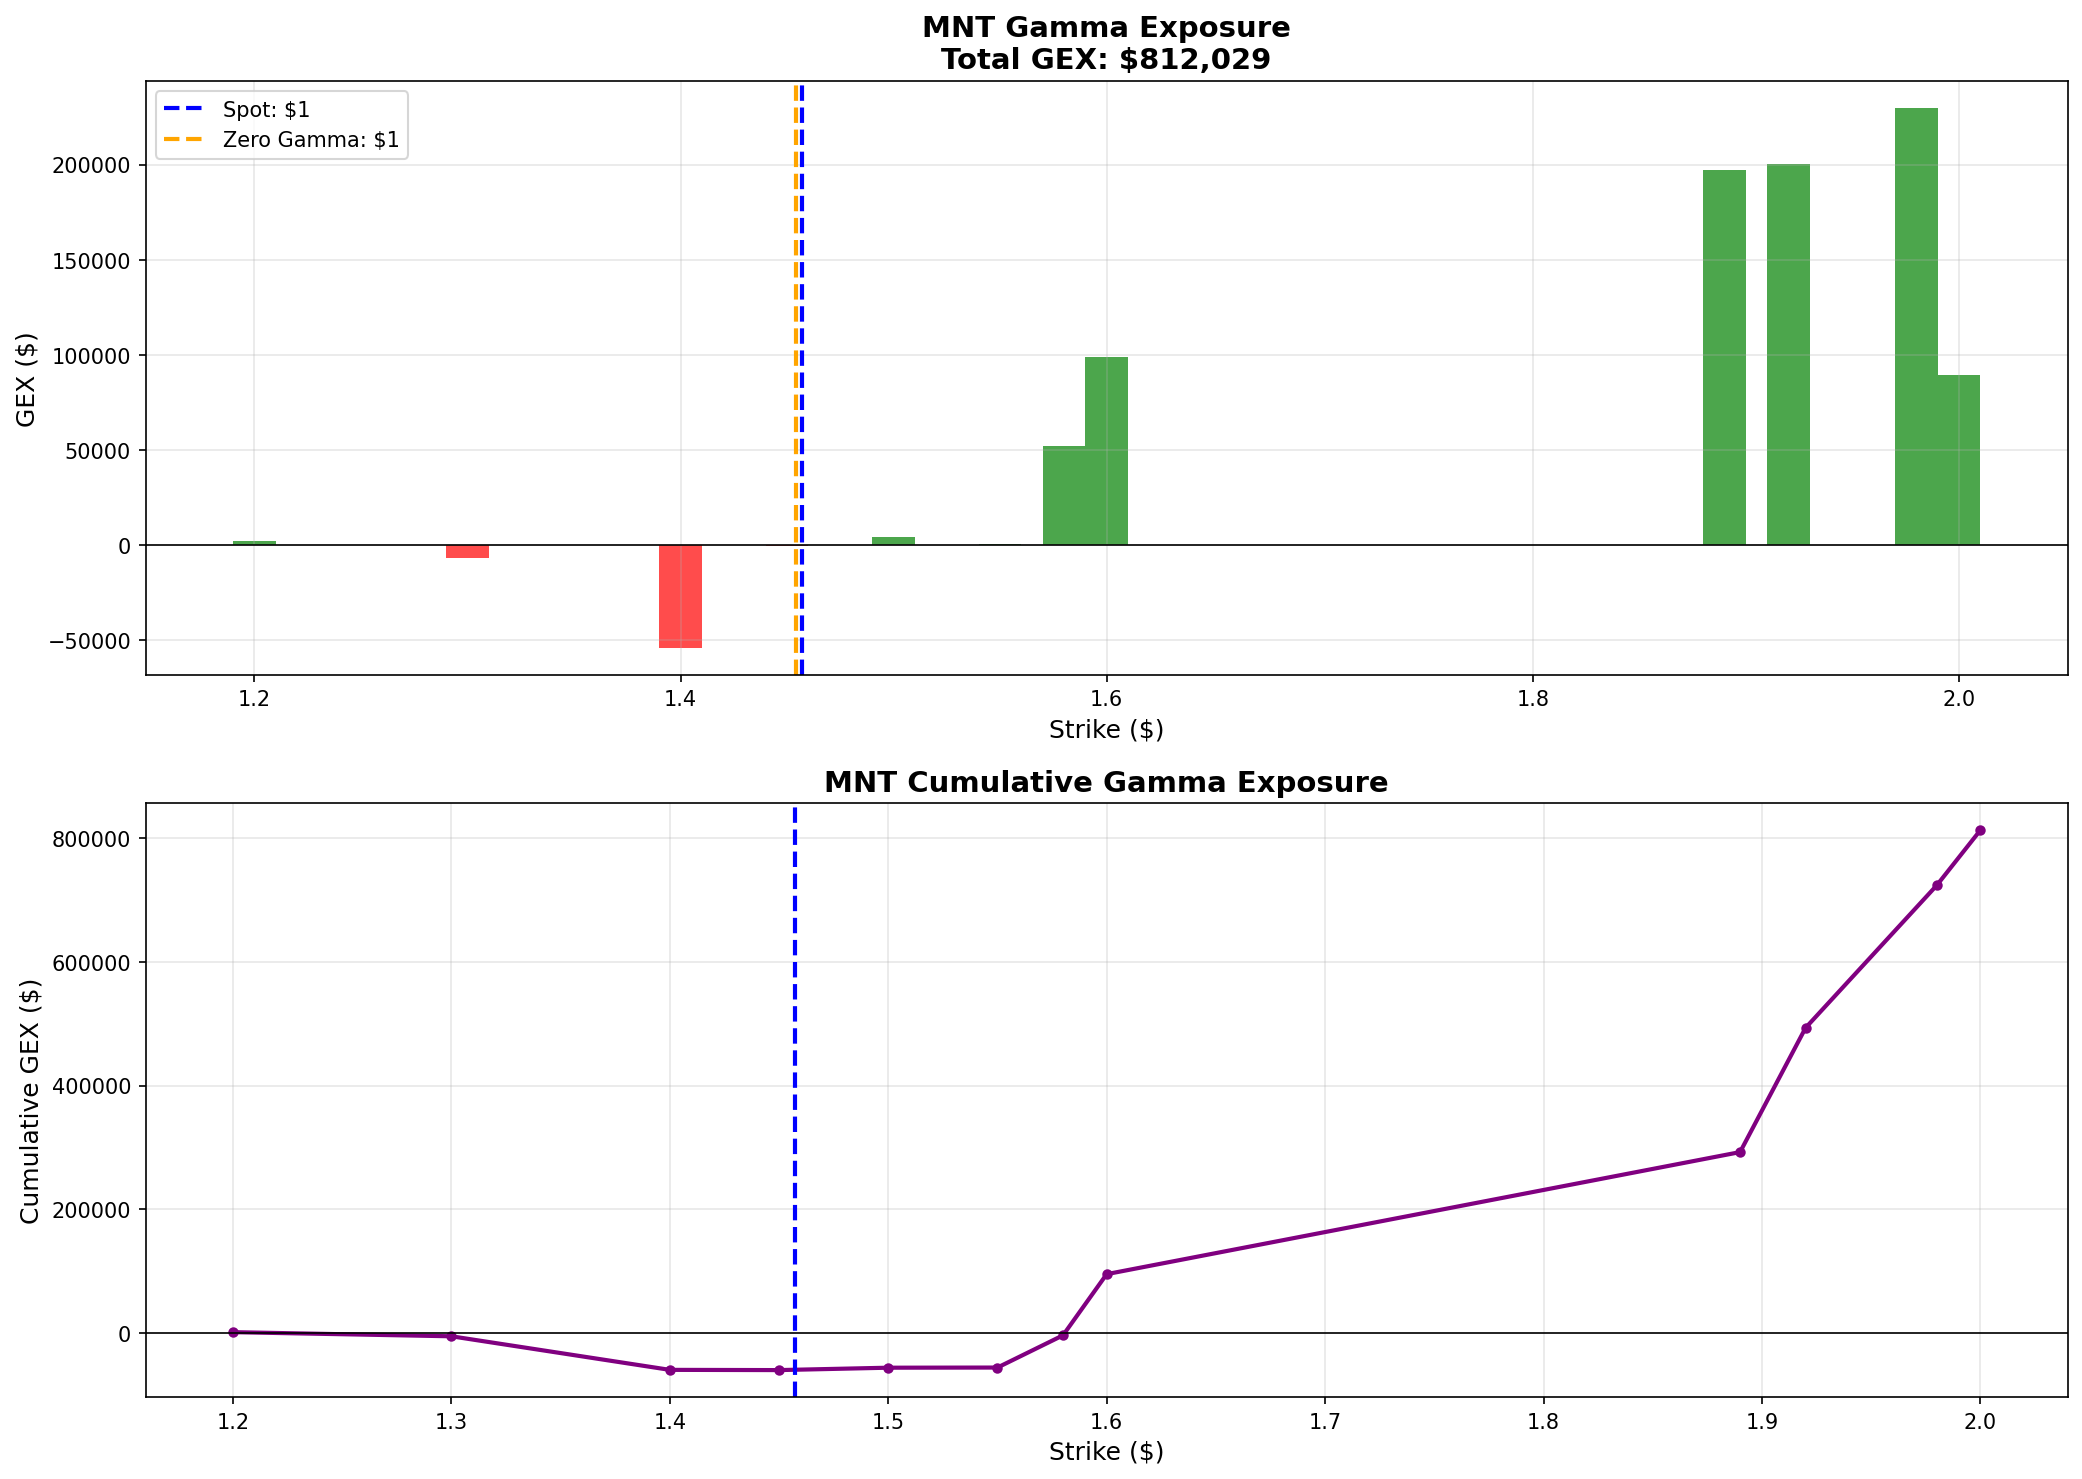 MNT Gamma Exposure
Total GEX: $812,029
Spot: $1
Zero Gamma: $1
GEX ($)
200000
150000
100000
50000
0
−50000
1.2 1.4 1.6 1.8 2.0
Strike ($)
MNT Cumulative Gamma Exposure
Cumulative GEX ($)
800000
600000
400000
200000
0
1.2 1.3 1.4 1.5 1.6 1.7 1.8 1.9 2.0
Strike ($)